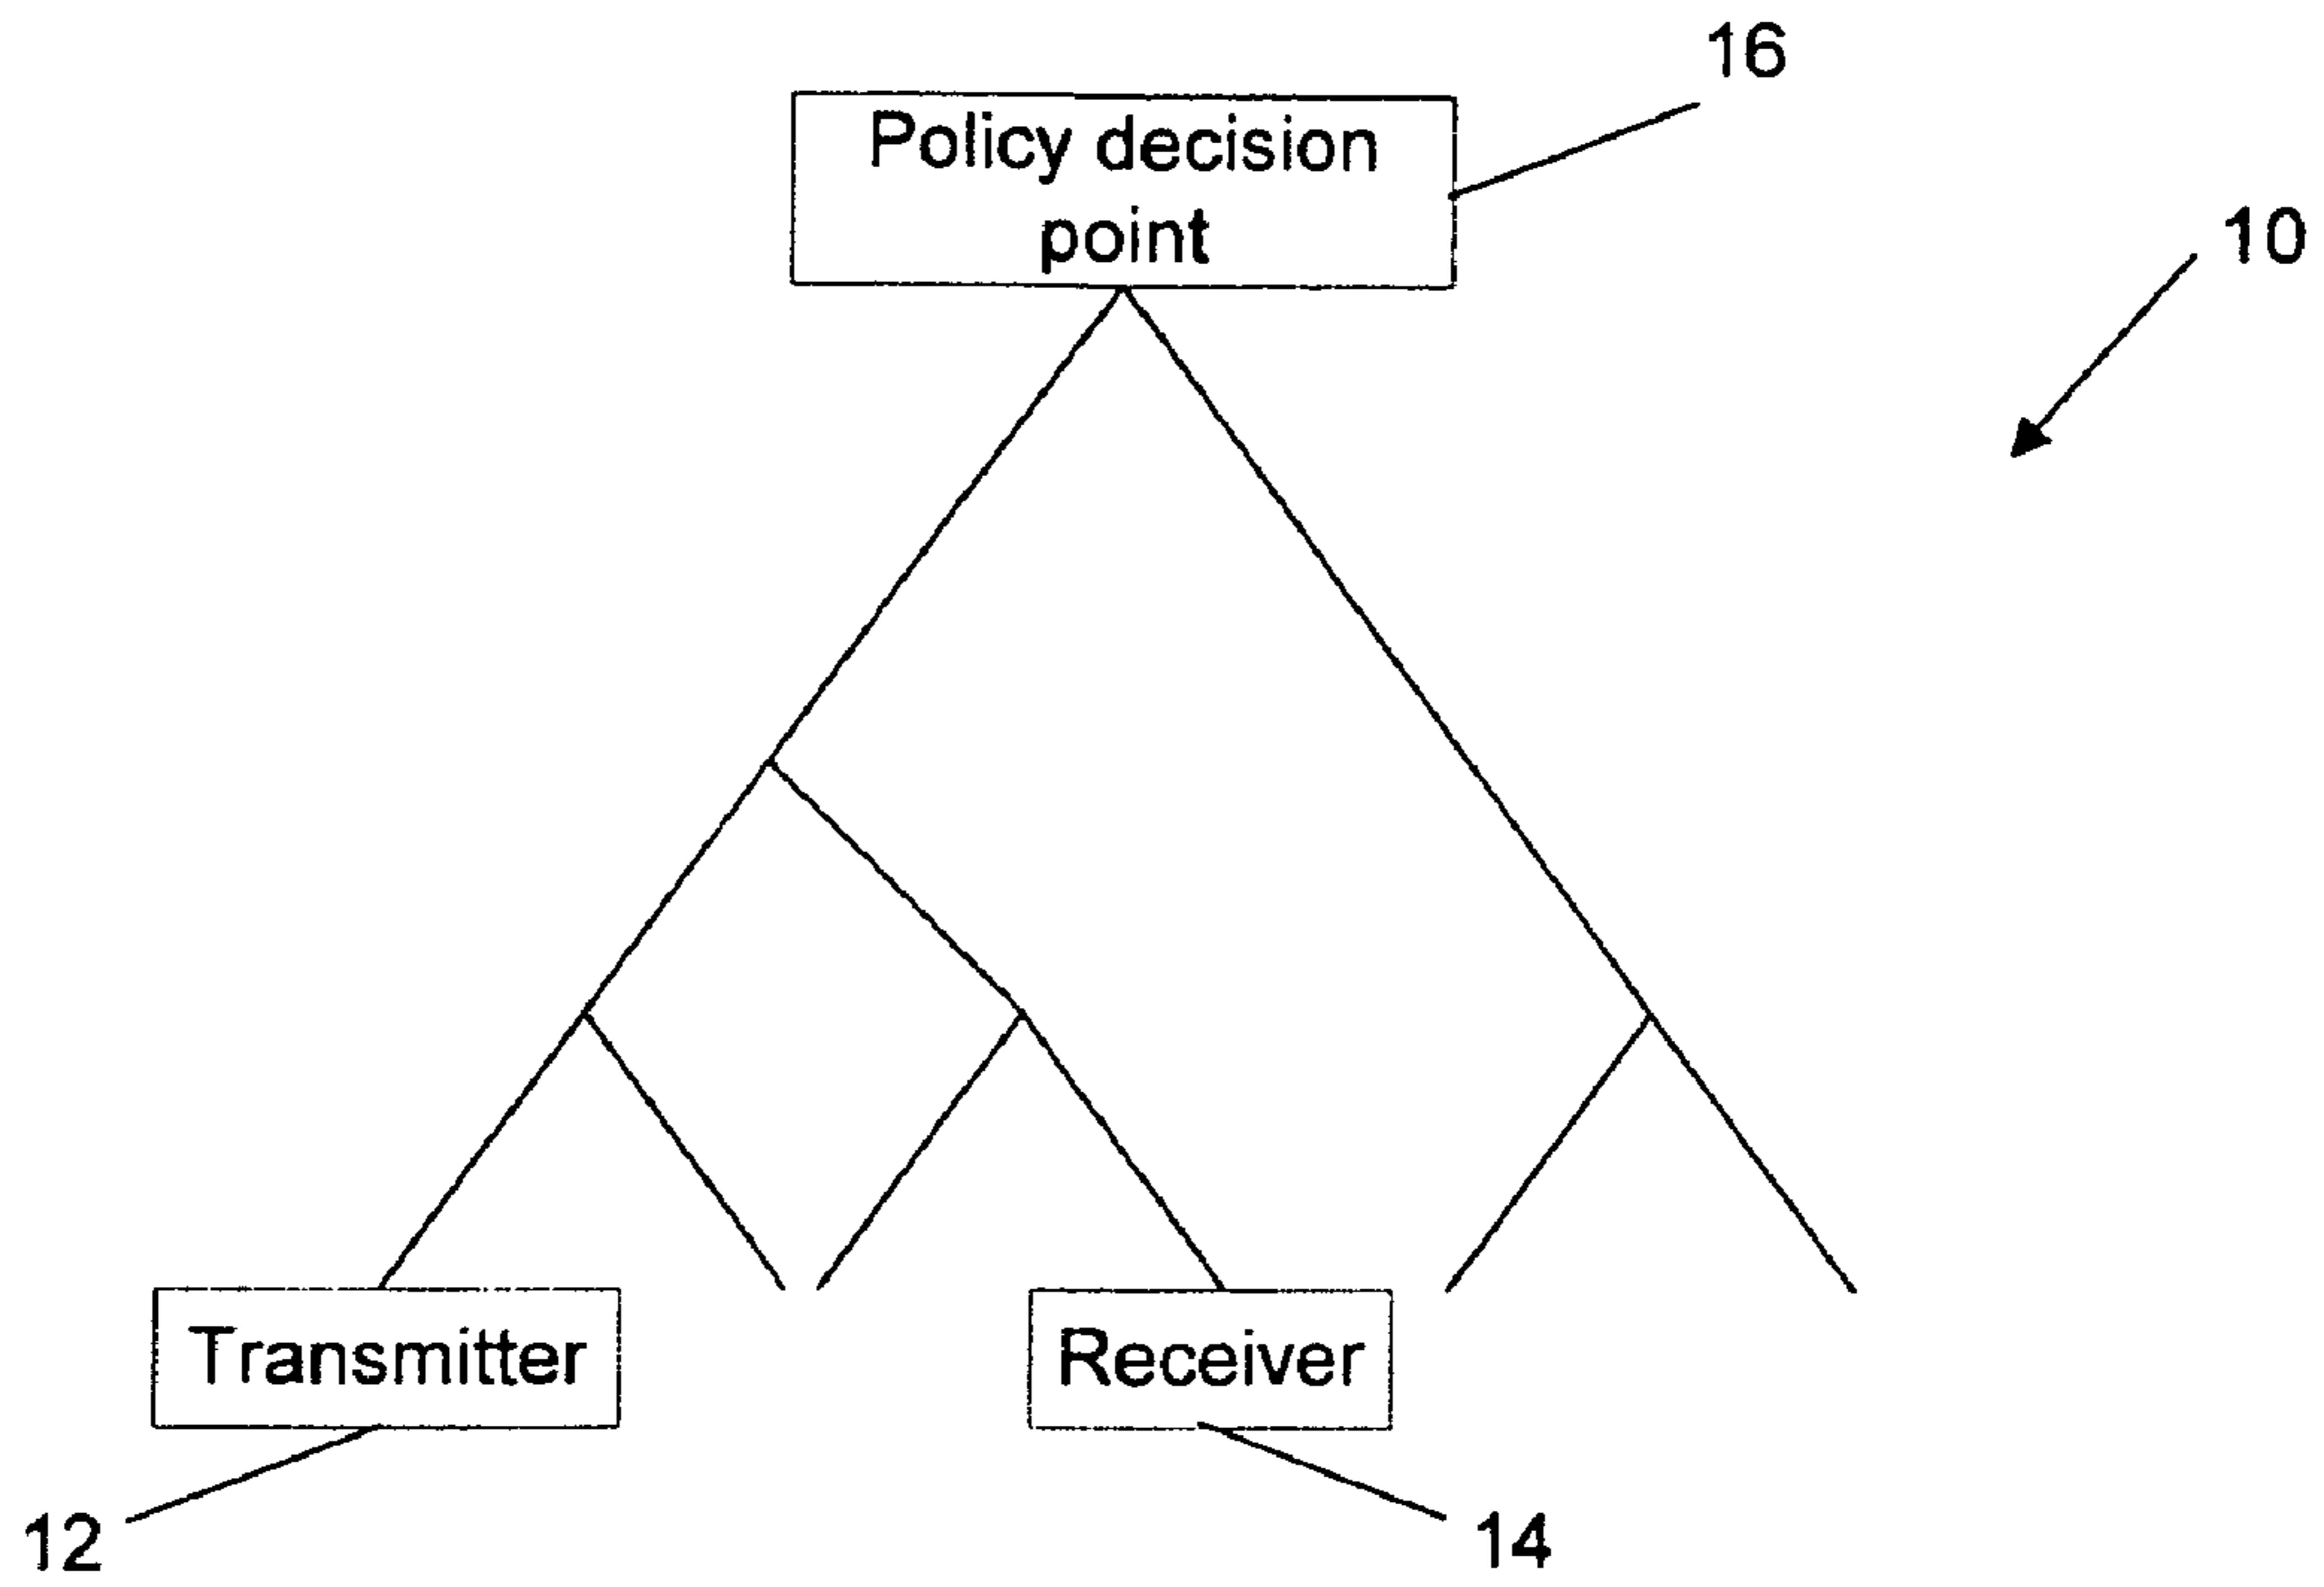 16
Policy decision
point
10
Transmitter
Receiver
12
14